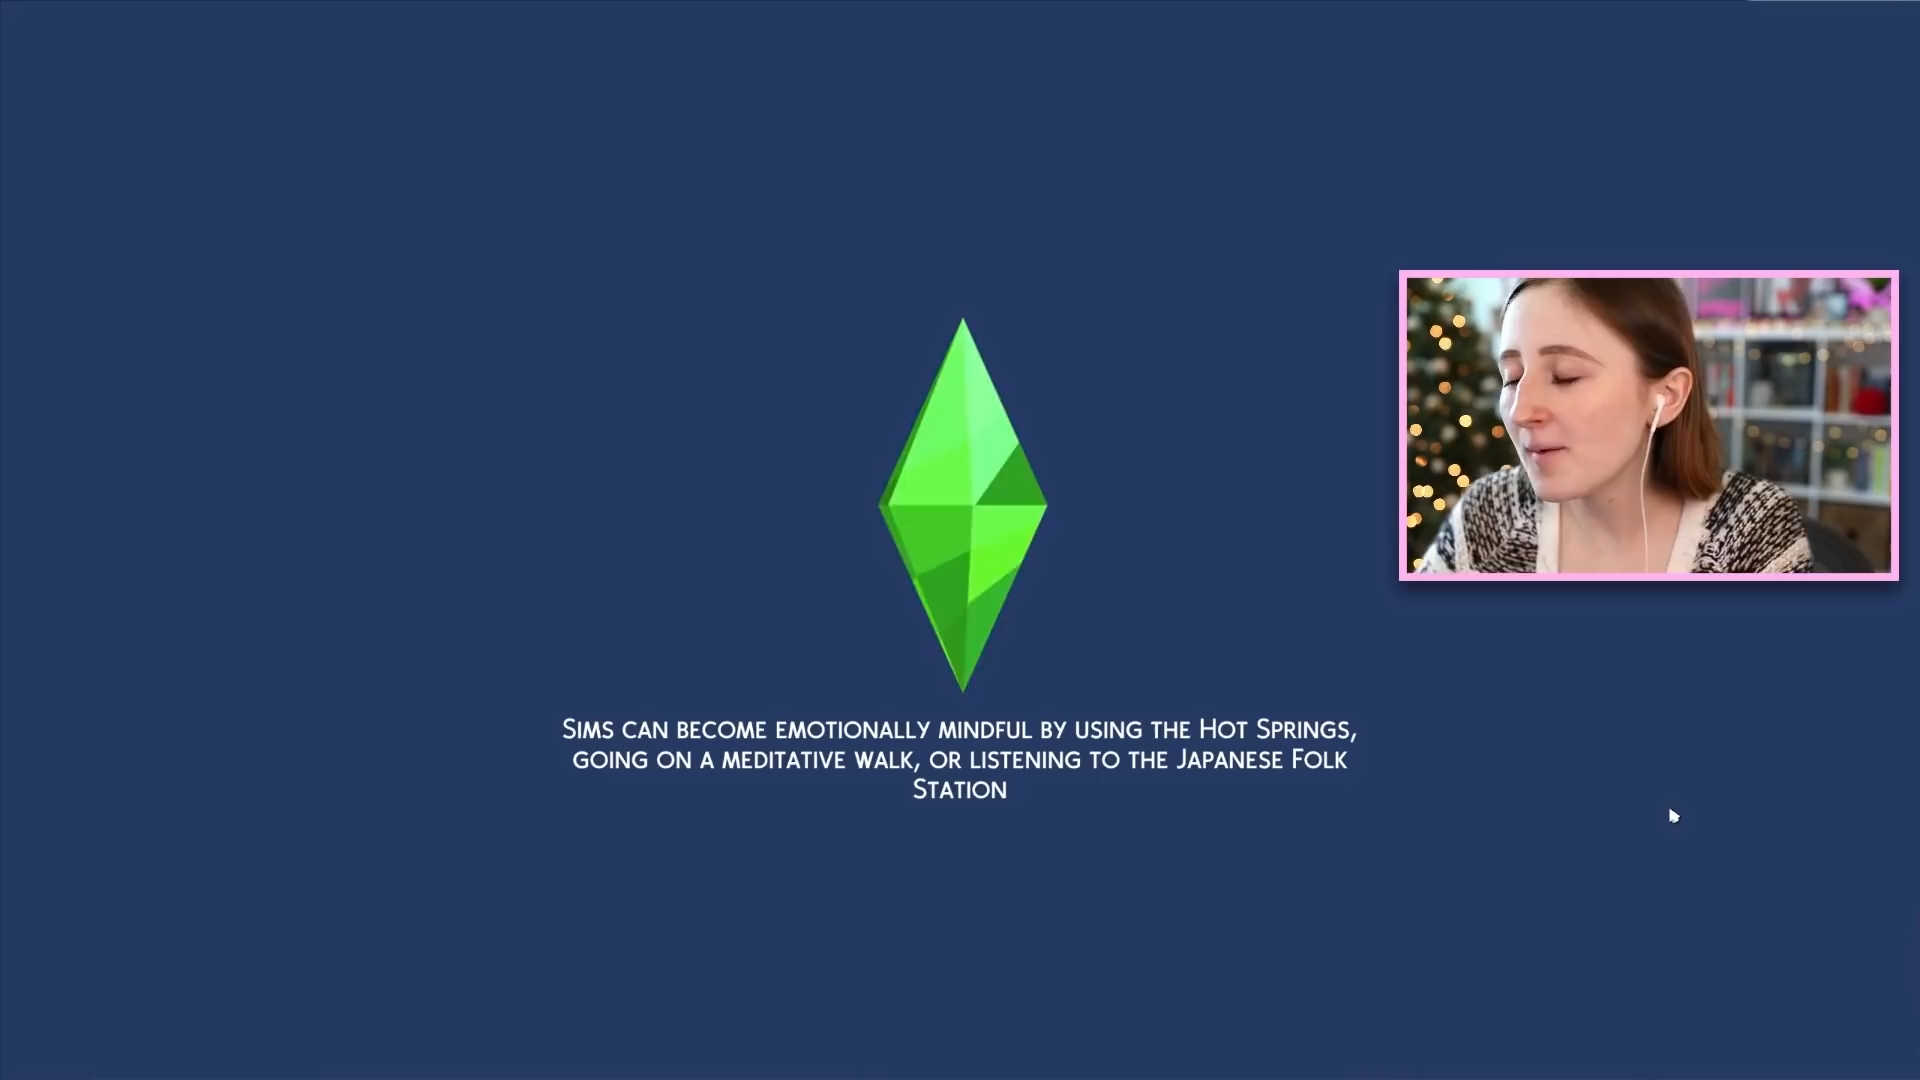 Sims can become emotionally mindful by using the Hot Springs,
going on a meditative walk, or listening to the Japanese Folk
Station